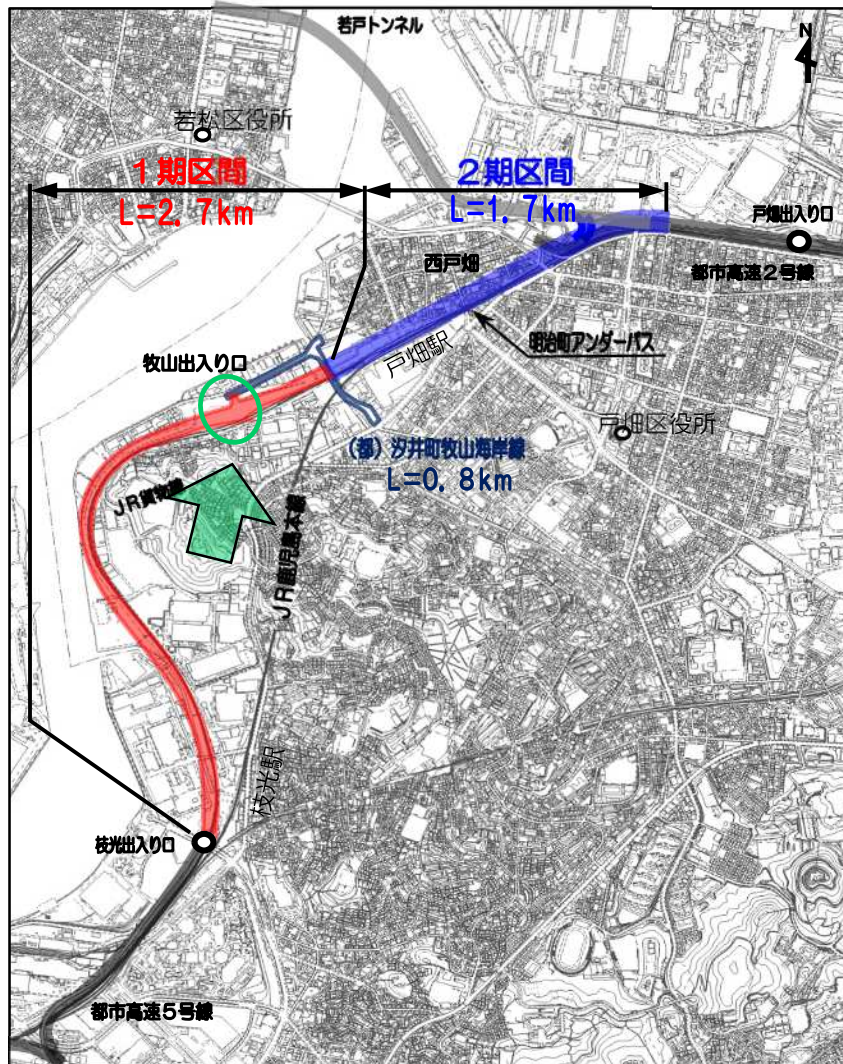 若戸トンネル
N
若松区役所
1期区間
L=2.7km
2期区間
L=1.7km
戸畑出入り口
都市高速2号線
西戸畑
明治町アンダーパス
戸畑駅
牧山出入り口
戸畑区役所
(都)汐井町牧山海岸線
L=0.8km
JR貨物線
JR鹿児島本線
枝光駅
枝光出入り口
都市高速5号線